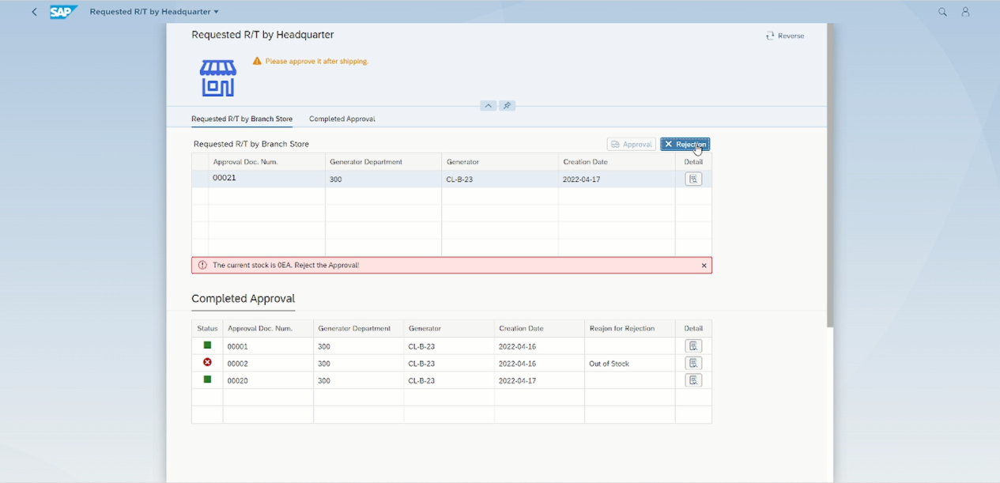 SAP Requested R/T by Headquarter
Requested R/T by Headquarter
Reverse
Please approve it after shipping.
Requested R/T by Branch Store Completed Approval
Requested R/T by Branch Store
Approval Rejection
Approval Doc. Num. Generator Department Generator Creation Date Detail
00021 300 CL-B-23 2022-04-17
The current stock is 0EA. Reject the Approval!
Completed Approval
Status Approval Doc. Num. Generator Department Generator Creation Date Reajon for Rejection Detail
00001 300 CL-B-23 2022-04-16
00002 300 CL-B-23 2022-04-16 Out of Stock
00020 300 CL-B-23 2022-04-17